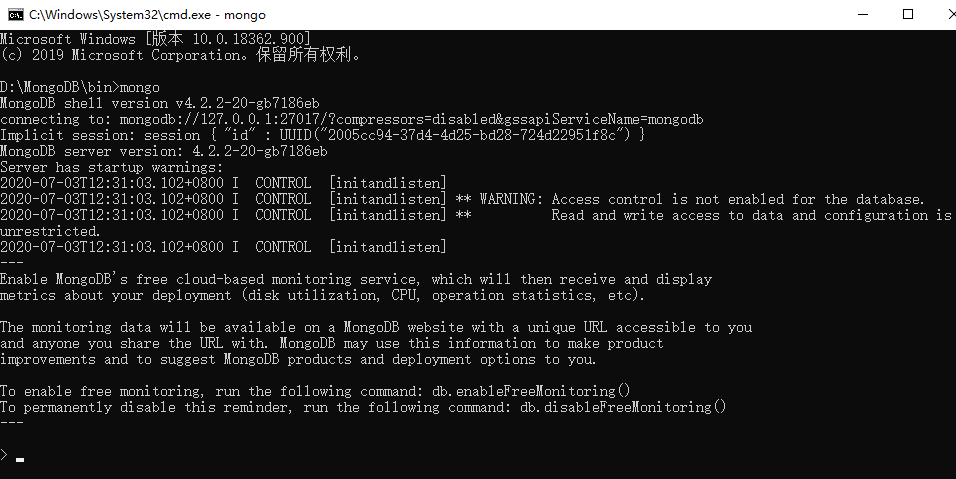 C:\Windows\System32\cmd.exe - mongo
Microsoft Windows [版本 10.0.18362.900]
(c) 2019 Microsoft Corporation。保留所有权利。
D:\MongoDB\bin>mongo
MongoDB shell version v4.2.2-20-gb7186eb
connecting to: mongodb://127.0.0.1:27017/?compressors=disabled&gssapiServiceName=mongodb
Implicit session: session { "id" : UUID("2005cc94-37d4-4d25-bd28-724d22951f8c") }
MongoDB server version: 4.2.2-20-gb7186eb
Server has startup warnings:
2020-07-03T12:31:03.102+0800 I  CONTROL  [initandlisten]
2020-07-03T12:31:03.102+0800 I  CONTROL  [initandlisten] ** WARNING: Access control is not enabled for the database.
2020-07-03T12:31:03.102+0800 I  CONTROL  [initandlisten] **          Read and write access to data and configuration is
unrestricted.
2020-07-03T12:31:03.102+0800 I  CONTROL  [initandlisten]
---
Enable MongoDB's free cloud-based monitoring service, which will then receive and display
metrics about your deployment (disk utilization, CPU, operation statistics, etc).
The monitoring data will be available on a MongoDB website with a unique URL accessible to you
and anyone you share the URL with. MongoDB may use this information to make product
improvements and to suggest MongoDB products and deployment options to you.
To enable free monitoring, run the following command: db.enableFreeMonitoring()
To permanently disable this reminder, run the following command: db.disableFreeMonitoring()
---
>